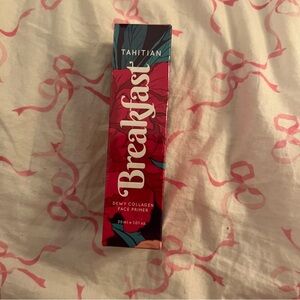 TAHITIAN
Breakfast
DEWY COLLAGEN
FACE PRIMER